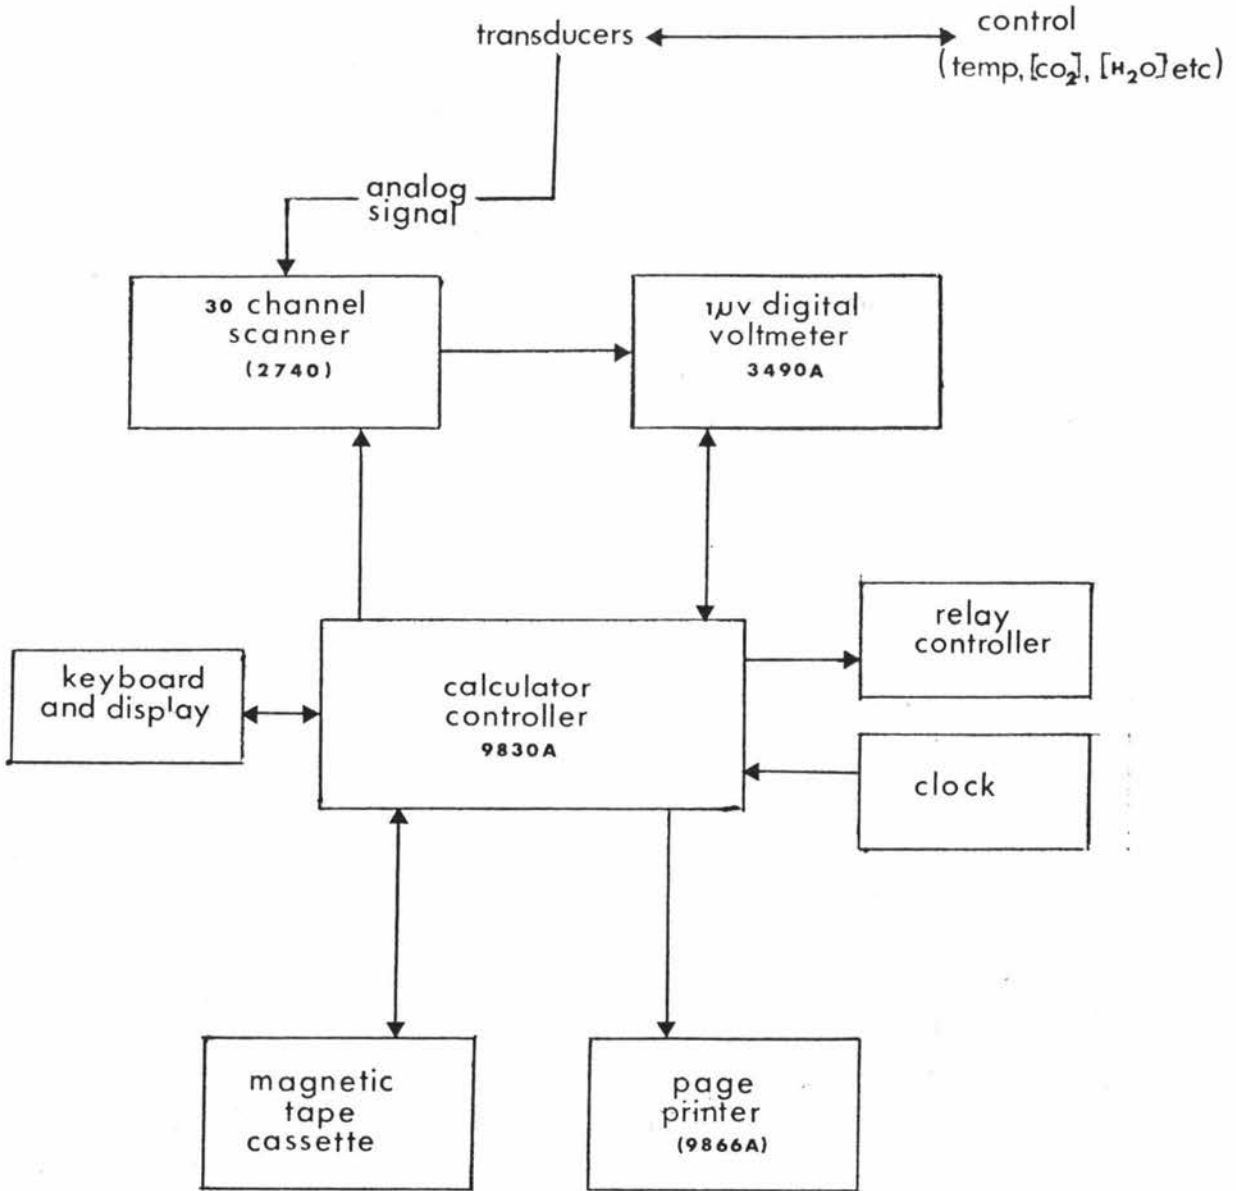 transducers
control
(temp, [co₂], [H₂O] etc)
analog
signal
30 channel
scanner
(2740)
1μv digital
voltmeter
3490A
relay
controller
keyboard
and display
calculator
controller
9830A
clock
magnetic
tape
cassette
page
printer
(9866A)